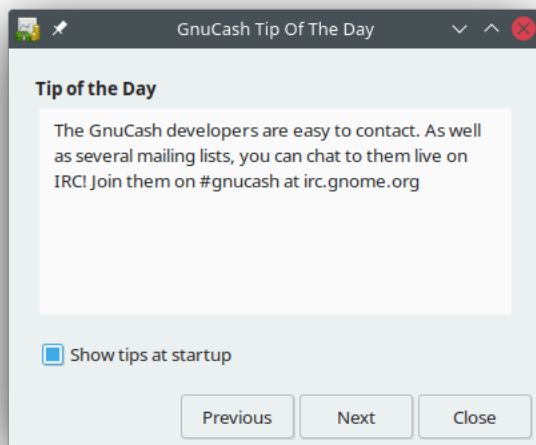 GnuCash Tip Of The Day
Tip of the Day
The GnuCash developers are easy to contact. As well
as several mailing lists, you can chat to them live on
IRC! Join them on #gnucash at irc.gnome.org
Show tips at startup
Previous Next Close